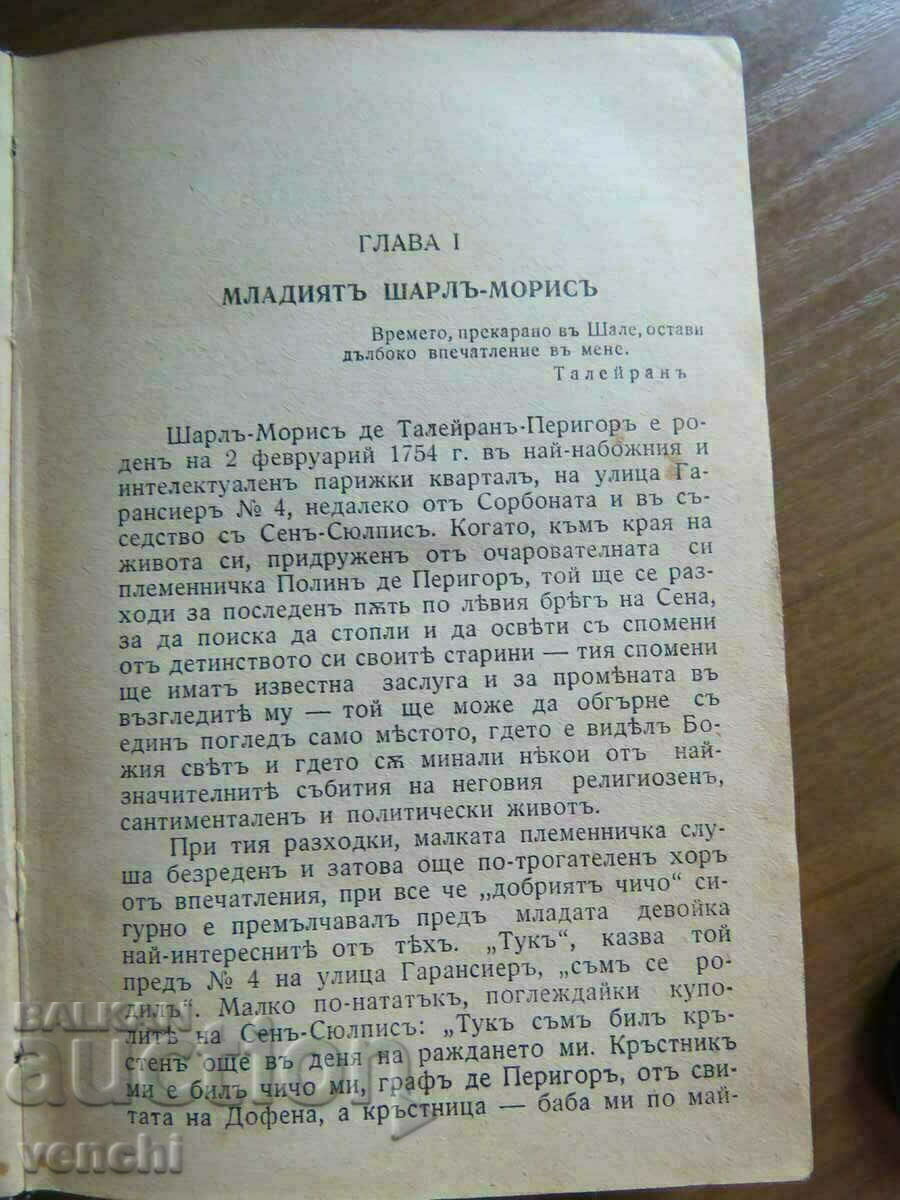 ГЛАВА I
МЛАДИЯТЪ ШАРЛЪ-МОРИСЪ
Времето, прекарано въ Шале, остави
дълбоко впечатление въ мене.
Талейранъ
Шарлъ-Морисъ де Талейранъ-Перигоръ е ро-
денъ на 2 февруарий 1754 г. въ най-набожния и
интелектуаленъ парижки кварталъ, на улица Га-
рансиеръ № 4, недалеко отъ Сорбоната и въ съ-
седство съ Сенъ-Сюлписъ. Когато, къмъ края на
живота си, придруженъ отъ очарователната си
племенничка Полинъ де Перигоръ, той ще се раз-
ходи за последенъ пѫть по лѣвия брѣгъ на Сена,
за да поиска да стопли и да освѣти съ спомени
отъ детинството си своитѣ старини — тия спомени
ще иматъ известна заслуга и за промѣната въ
възгледитѣ му — той ще може да обгърне съ
единъ погледъ само мѣстото, гдето е видѣлъ Бо-
жия свѣтъ и гдето сѫ минали нѣкои отъ най-
значителнитѣ събития на неговия религиозенъ,
сантименталенъ и политически животъ.
При тия разходки, малката племенничка слу-
ша безреденъ и затова още по-трогателенъ хоръ
отъ впечатления, при все че „добриятъ чичо“ си-
гурно е премълчавалъ предъ младата девойка
най-интереснитѣ отъ тѣхъ. „Тукъ“, казва той
предъ № 4 на улица Гарансиеръ, „съмъ се ро-
дилъ“. Малко по-нататъкъ, поглеждайки купо-
литѣ на Сенъ-Сюлписъ: „Тукъ съмъ билъ кръ-
стенъ още въ деня на раждането ми. Кръстник
ми е билъ чичо ми, графъ де Перигоръ, отъ сви-
тата на Дофена, а кръстница — баба ми по май-
BALKAN
auction
venchi